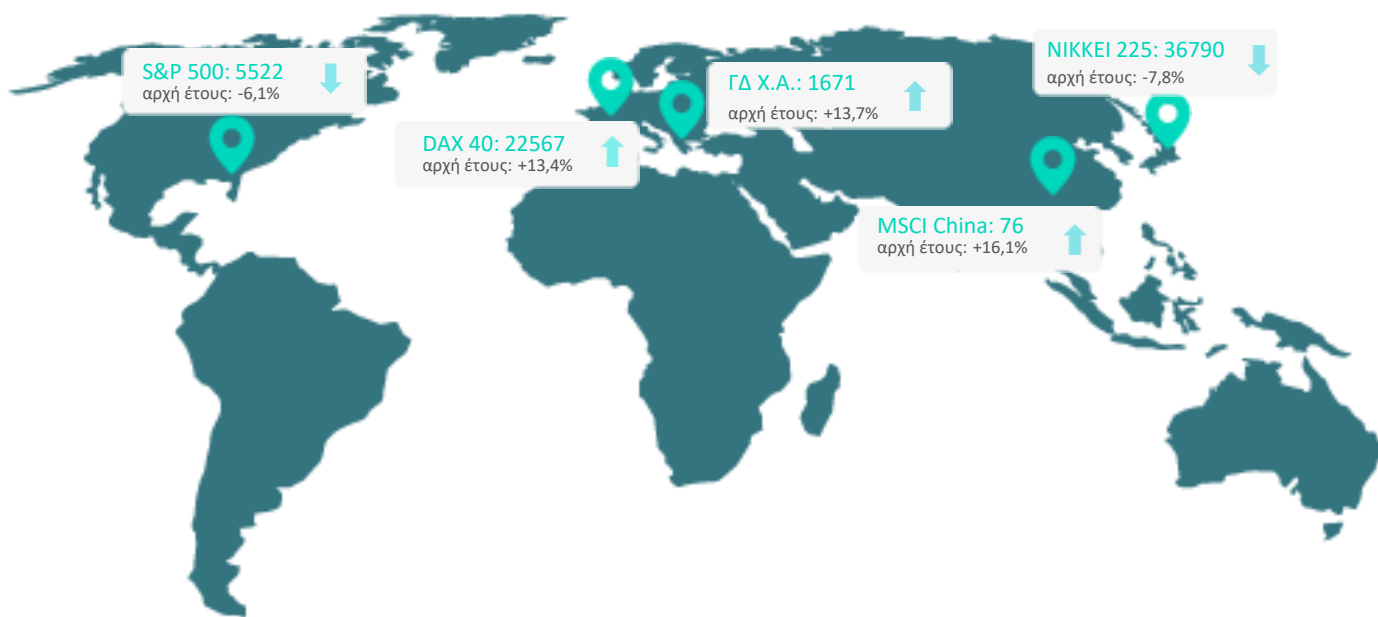 S&P 500: 5522
αρχή έτους: -6,1%
DAX 40: 22567
αρχή έτους: +13,4%
ΓΔ Χ.Α.: 1671
αρχή έτους: +13,7%
NIKKEI 225: 36790
αρχή έτους: -7,8%
MSCI China: 76
αρχή έτους: +16,1%